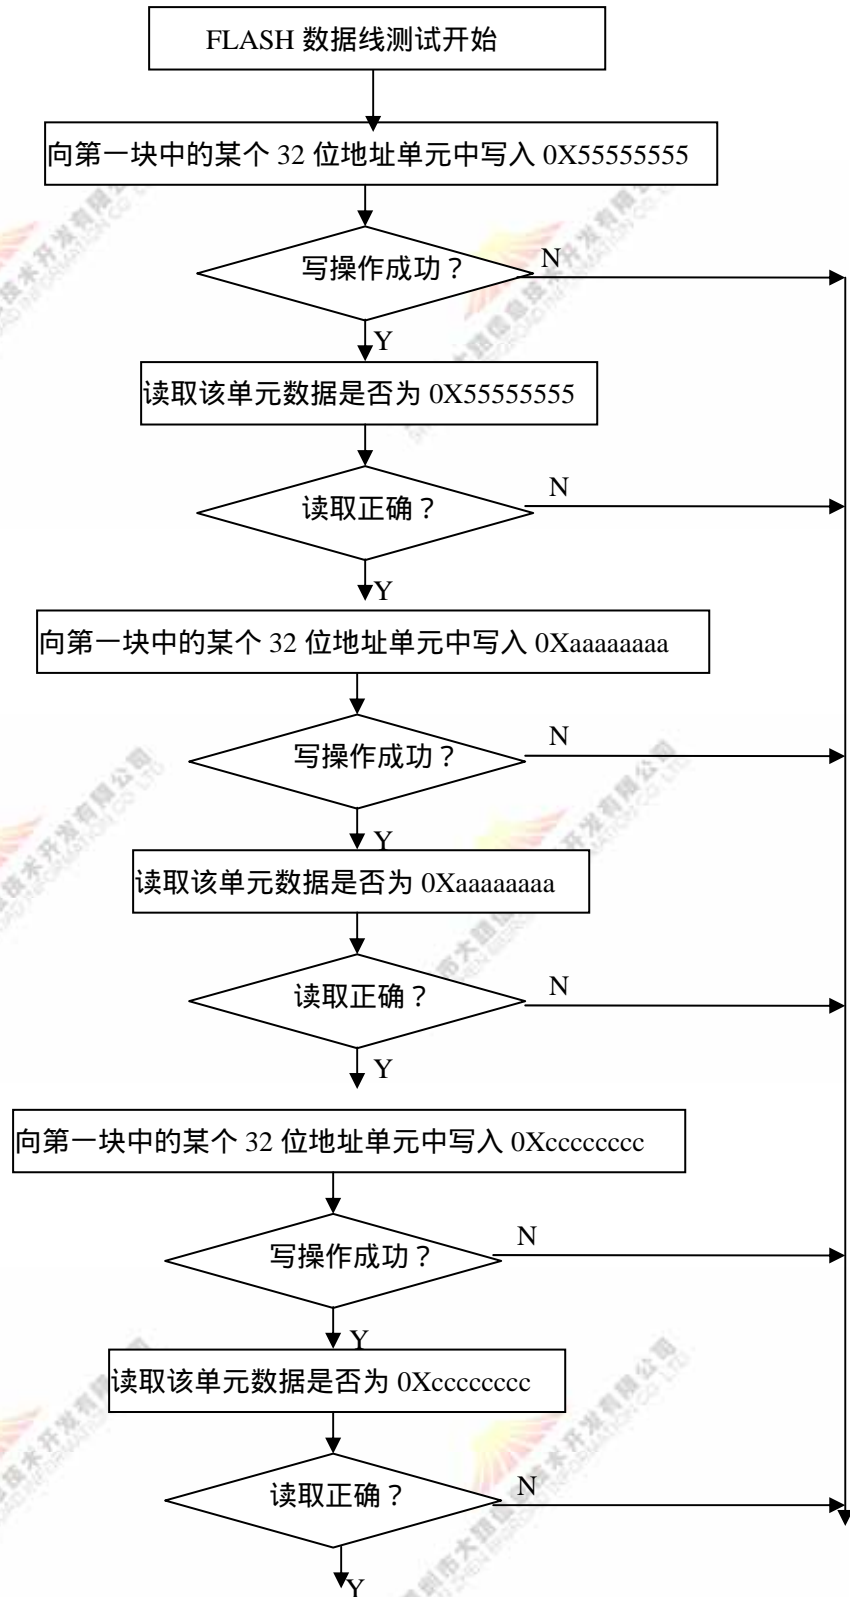 FLASH 数据线测试开始
向第一块中的某个 32 位地址单元中写入 0X55555555
写操作成功？
N
Y
读取该单元数据是否为 0X55555555
读取正确？
N
Y
向第一块中的某个 32 位地址单元中写入 0Xaaaaaaaa
写操作成功？
N
Y
读取该单元数据是否为 0Xaaaaaaaa
读取正确？
N
Y
向第一块中的某个 32 位地址单元中写入 0Xcccccccc
写操作成功？
N
Y
读取该单元数据是否为 0Xcccccccc
读取正确？
N
Y